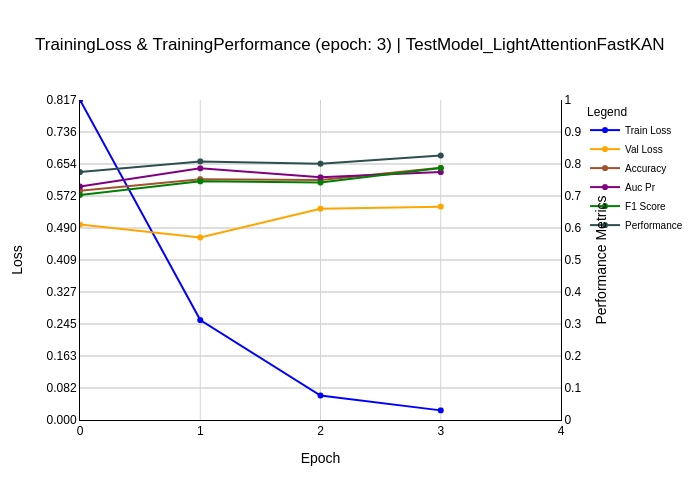 TrainingLoss & TrainingPerformance (epoch: 3) | TestModel_LightAttentionFastKAN
0.817
0.736
0.654
0.572
0.490
0.409
0.327
0.245
0.163
0.082
0.000
Loss
0
1
2
3
4
Epoch
1
0.9
0.8
0.7
0.6
0.5
0.4
0.3
0.2
0.1
0
Performance Metrics
Legend
Train Loss
Val Loss
Accuracy
Auc Pr
F1 Score
Performance